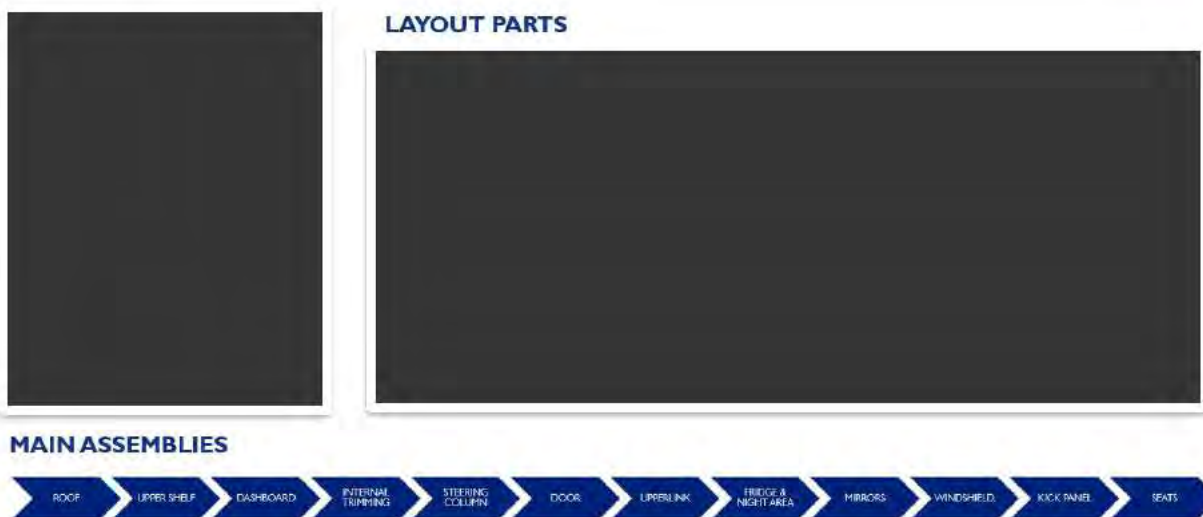 LAYOUT PARTS
MAIN ASSEMBLIES
ROOF
UPPER SHELF
DASHBOARD
INTERNAL
TRIMMING
STEERING
COLUMN
DOOR
UPPERLINK
FRIDGE &
NIGHT AREA
MIRRORS
WINDSHIELD
KICK PANEL
SEATS